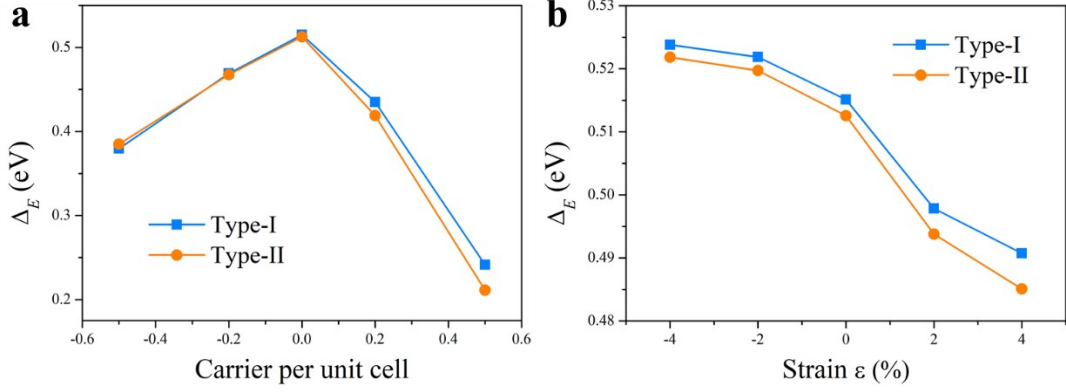 a
0.5
0.4
0.3
0.2
Δ_E (eV)
Type-I
Type-II
-0.6 -0.4 -0.2 0.0 0.2 0.4 0.6
Carrier per unit cell
b
0.53
0.52
0.51
0.50
0.49
0.48
Δ_E (eV)
Type-I
Type-II
-4 -2 0 2 4
Strain ε (%)